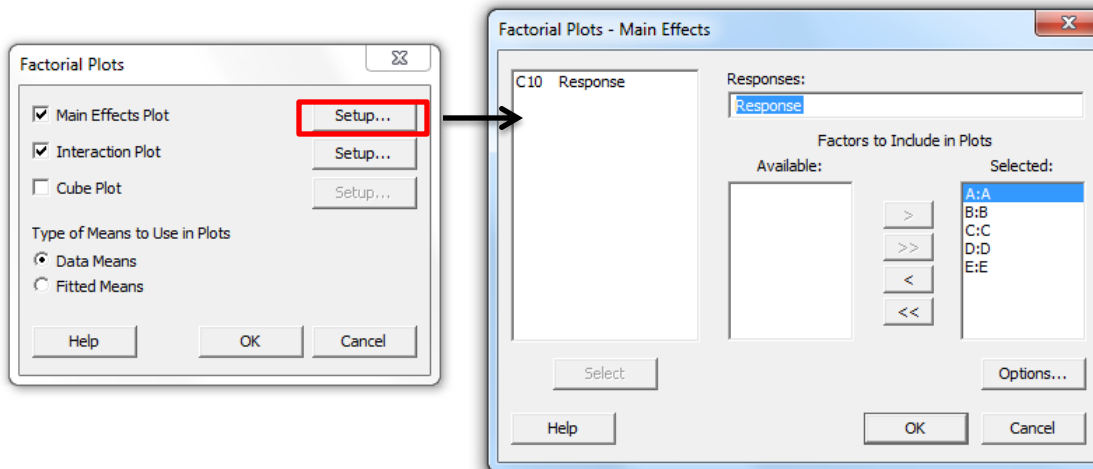 Factorial Plots
Main Effects Plot Setup...
Interaction Plot Setup...
Cube Plot Setup...
Type of Means to Use in Plots
Data Means
Fitted Means
Help OK Cancel
Factorial Plots - Main Effects
C10 Response
Responses:
Response
Factors to Include in Plots
Available: Selected:
A:A
B:B
C:C
D:D
E:E
>
>>
<
<<
Select
Options...
Help OK Cancel